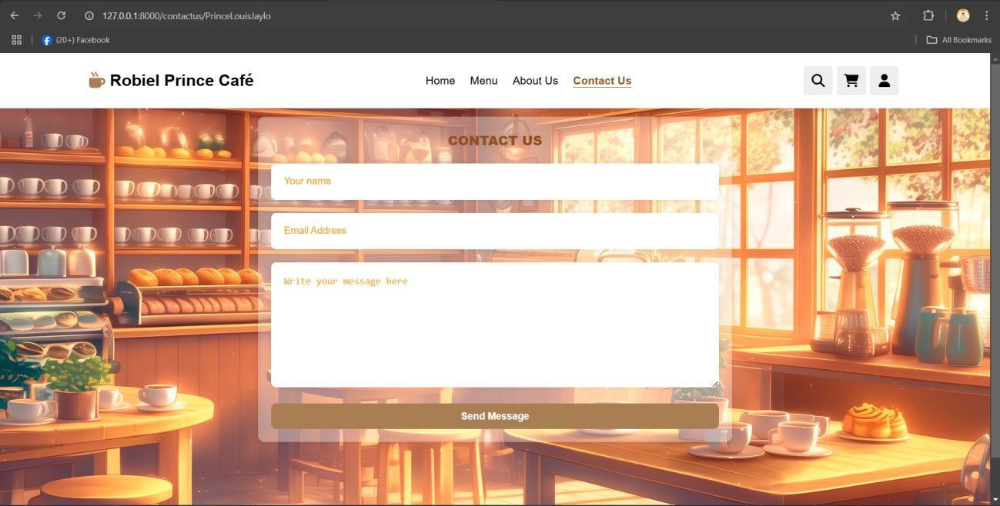 127.0.0.1:8000/contactus/PrinceLouisJaylo
(20+) Facebook
All Bookmarks
Robiel Prince Café
Home Menu About Us Contact Us
CONTACT US
Your name
Email Address
Write your message here
Send Message